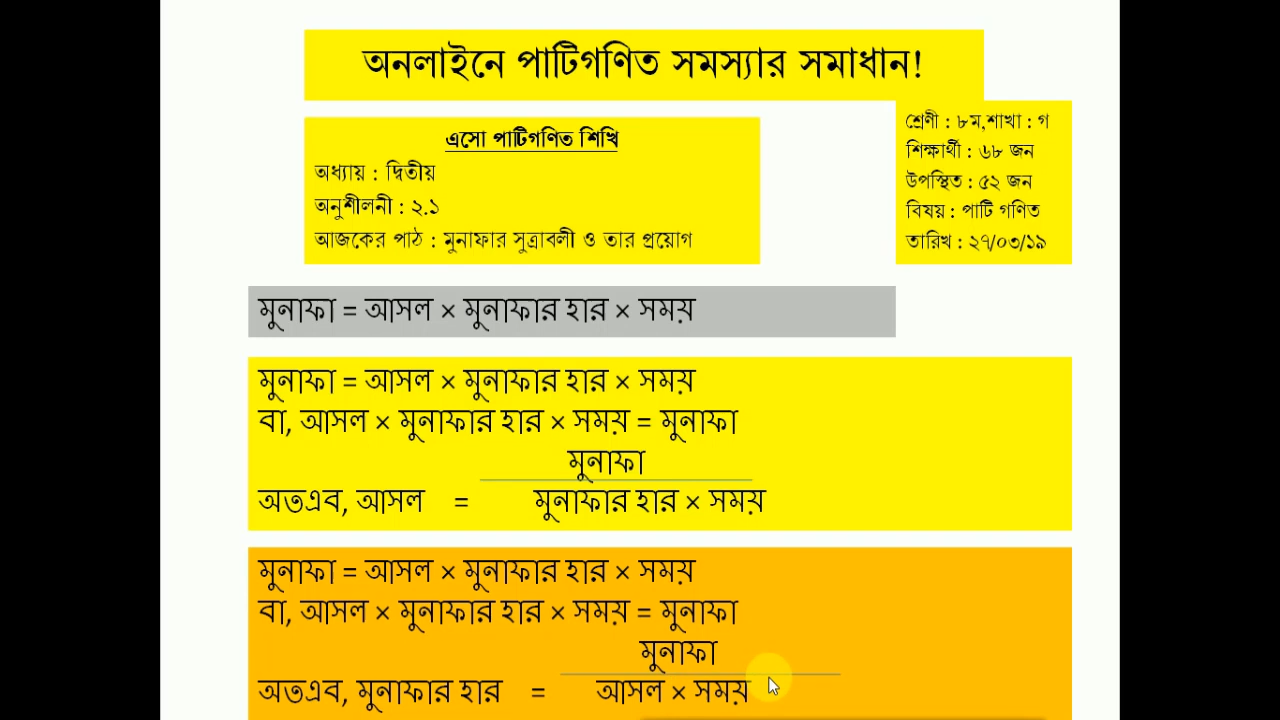 অনলাইনে পাটিগণিত সমস্যার সমাধান!
এসো পাটিগণিত শিখি
অধ্যায় : দ্বিতীয়
অনুশীলনী : ২.১
আজকের পাঠ : মুনাফার সুত্রাবলী ও তার প্রয়োগ
শ্রেণী : ৮ম,শাখা : গ
শিক্ষার্থী : ৬৮ জন
উপস্থিত : ৫২ জন
বিষয় : পাটি গণিত
তারিখ : ২৭/০৩/১৯
মুনাফা = আসল × মুনাফার হার × সময়
মুনাফা = আসল × মুনাফার হার × সময়
বা, আসল × মুনাফার হার × সময় = মুনাফা
মুনাফা
অতএব, আসল = মুনাফার হার × সময়
মুনাফা = আসল × মুনাফার হার × সময়
বা, আসল × মুনাফার হার × সময় = মুনাফা
মুনাফা
অতএব, মুনাফার হার = আসল × সময়